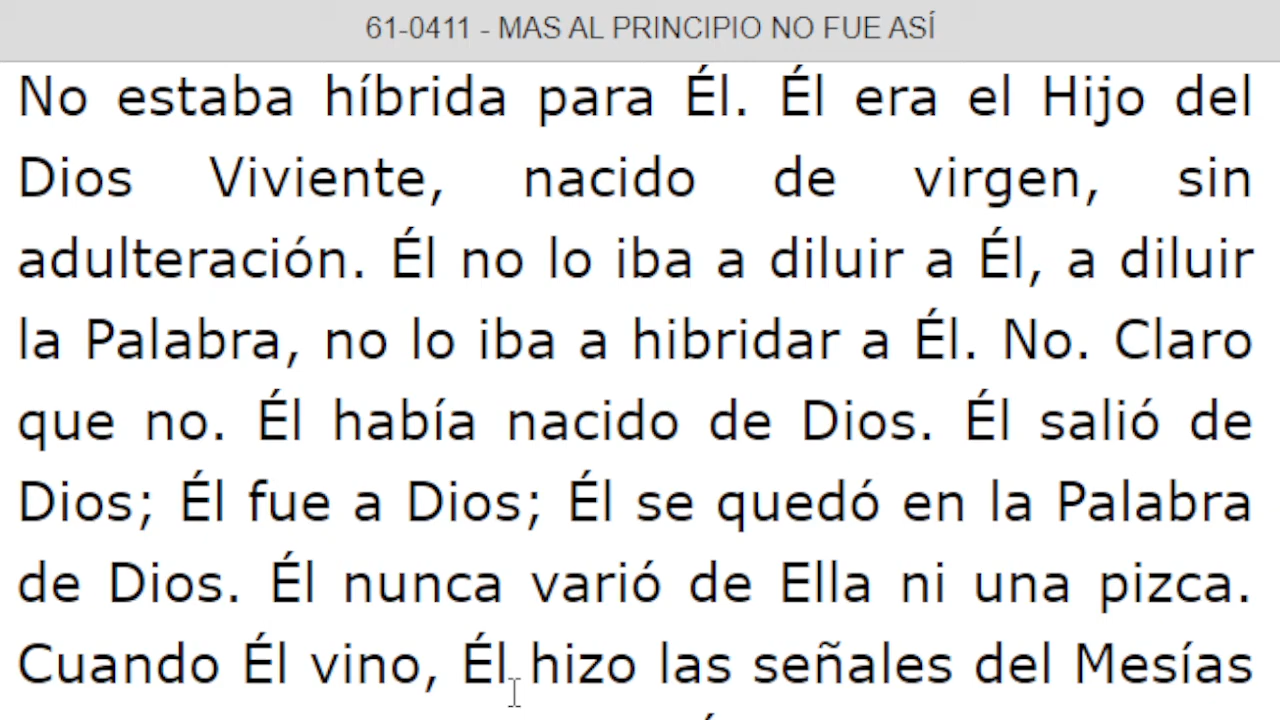 61-0411 - MAS AL PRINCIPIO NO FUE ASÍ
No estaba híbrida para Él. Él era el Hijo del
Dios Viviente, nacido de virgen, sin
adulteración. Él no lo iba a diluir a Él, a diluir
la Palabra, no lo iba a hibridar a Él. No. Claro
que no. Él había nacido de Dios. Él salió de
Dios; Él fue a Dios; Él se quedó en la Palabra
de Dios. Él nunca varió de Ella ni una pizca.
Cuando Él vino, Él hizo las señales del Mesías